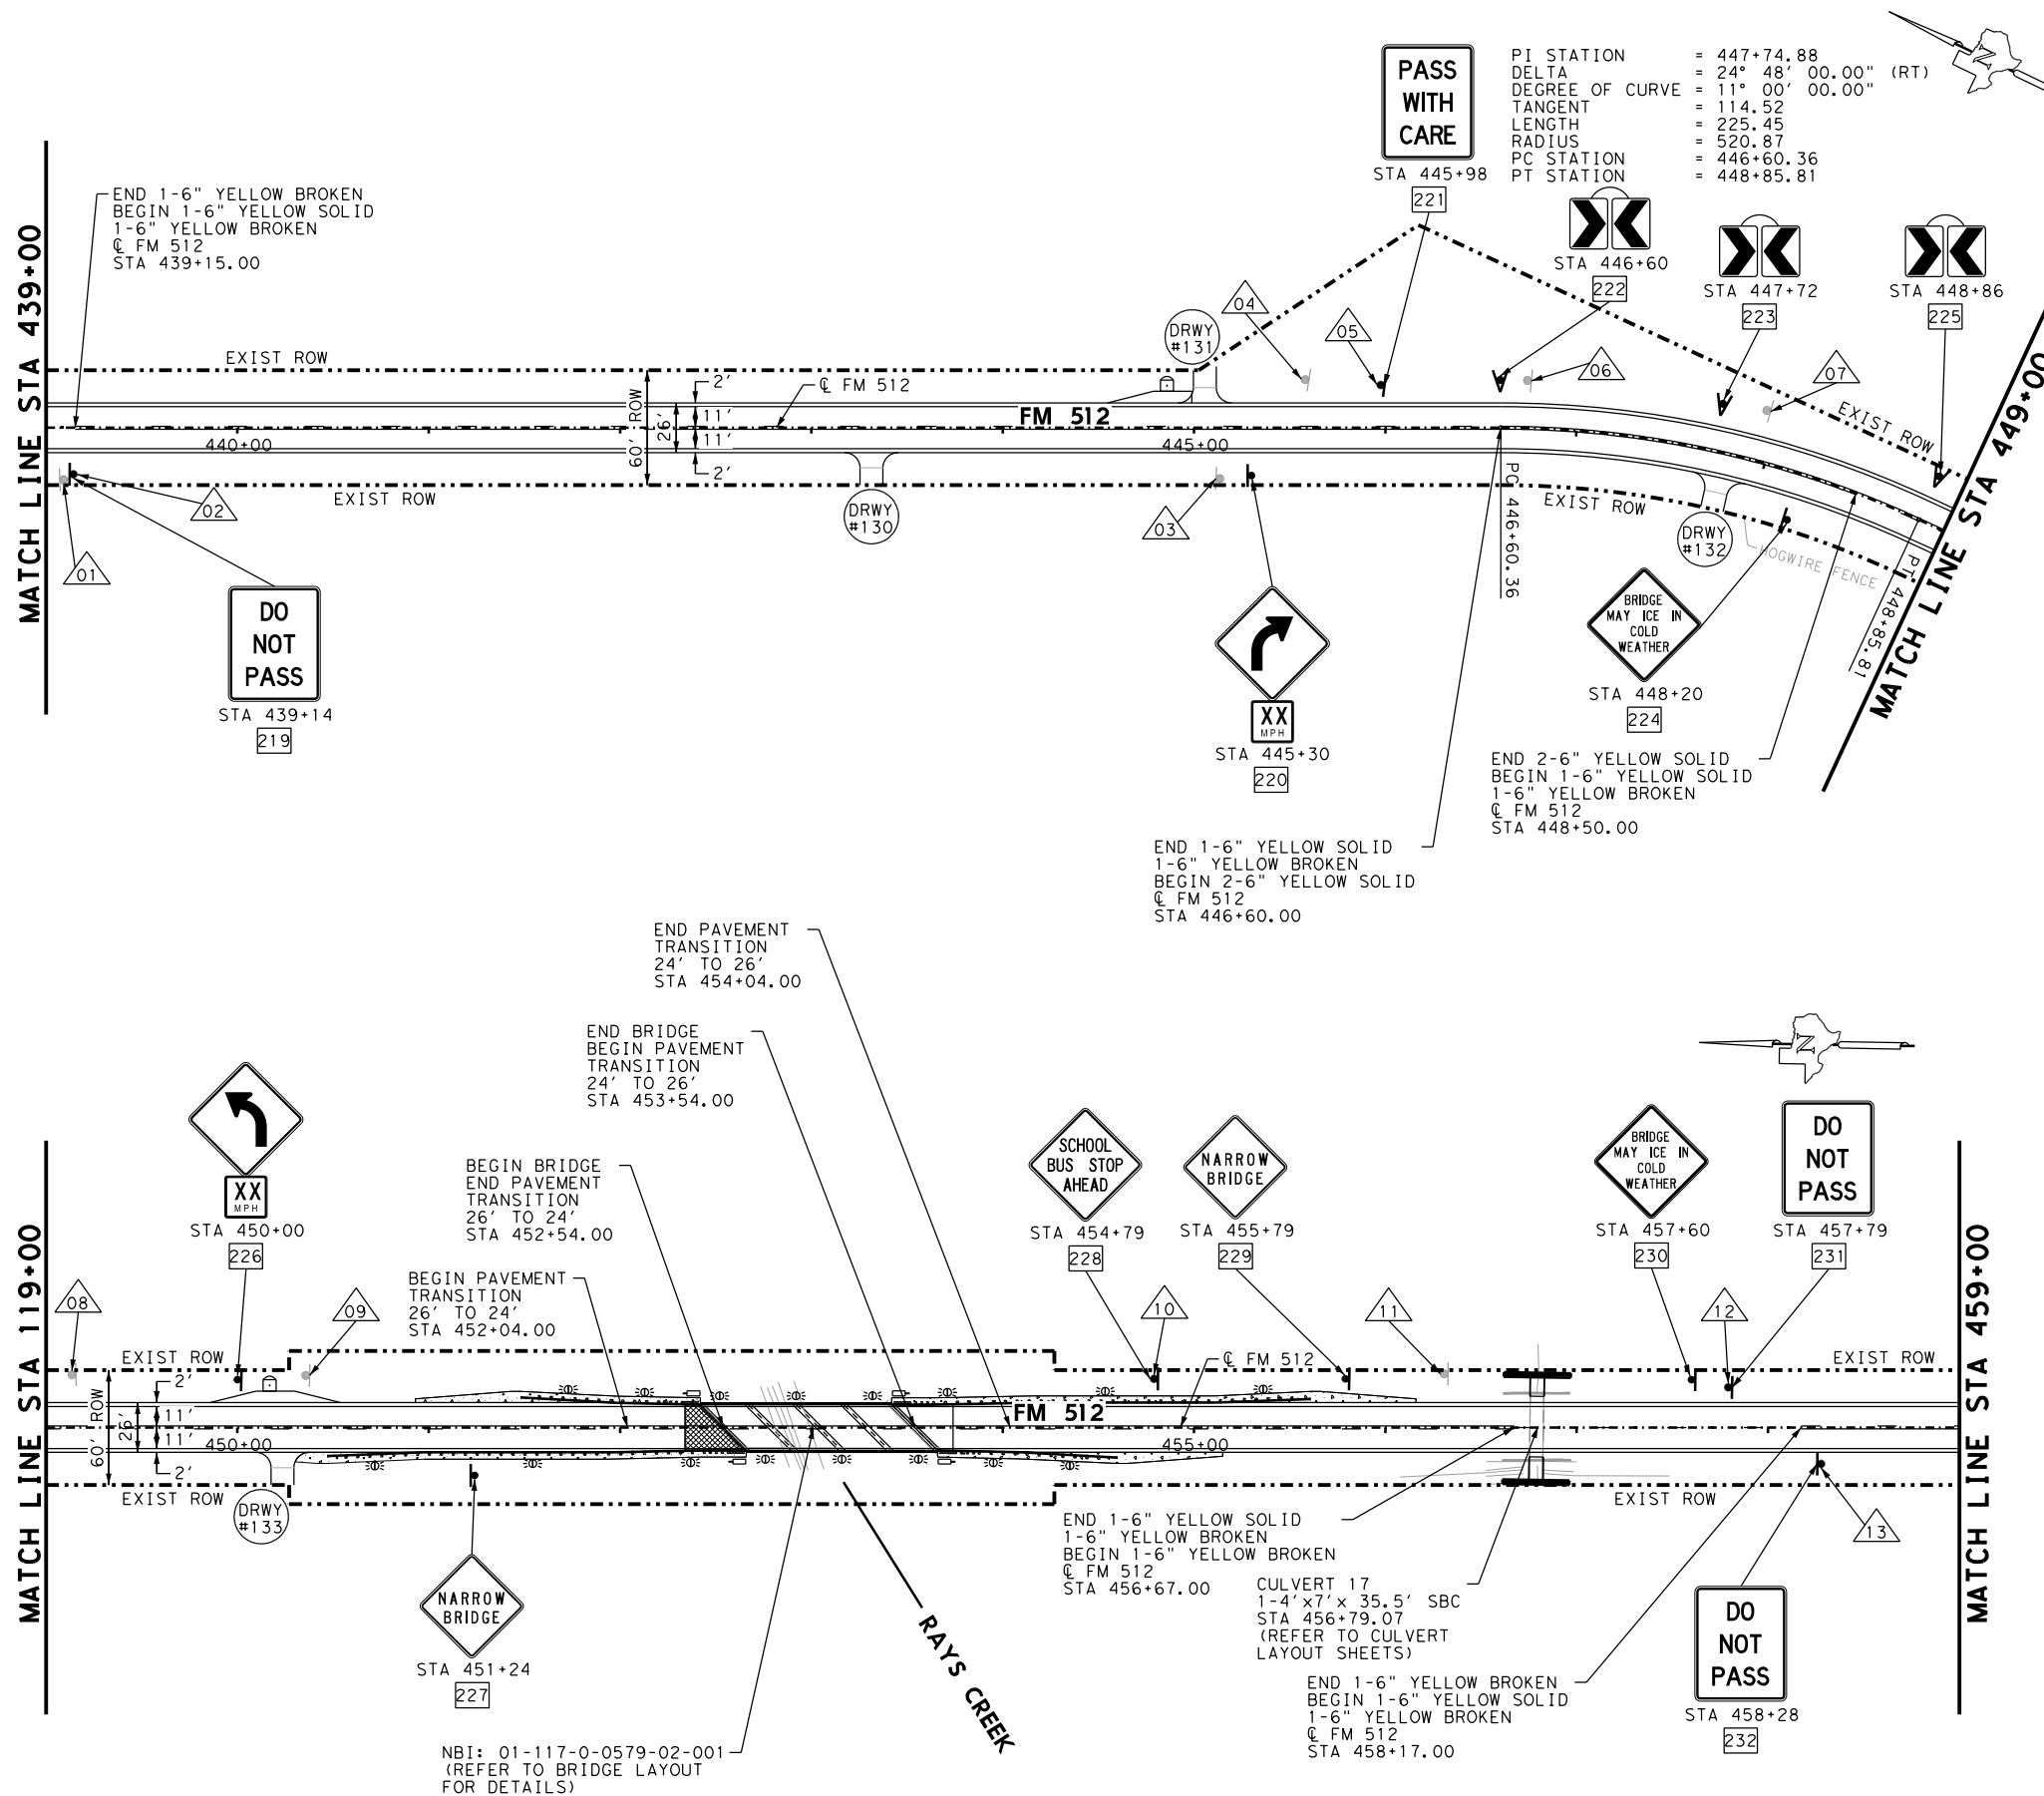 PI STATION = 447+74.88
DELTA = 24° 48' 00.00" (RT)
DEGREE OF CURVE = 11° 00' 00.00"
TANGENT = 114.52
LENGTH = 225.45
RADIUS = 520.87
PC STATION = 446+60.36
PT STATION = 448+85.81
N
PASS
WITH
CARE
STA 445+98
221
STA 446+60
222
STA 447+72
223
STA 448+86
225
MATCH LINE STA 439+00
END 1-6" YELLOW BROKEN
BEGIN 1-6" YELLOW SOLID
1-6" YELLOW BROKEN
℄ FM 512
STA 439+15.00
EXIST ROW
60' ROW
26'
2'
11'
11'
2'
℄ FM 512
FM 512
440+00
445+00
DRWY
#131
04
05
06
07
EXIST ROW
MATCH LINE STA 449+00
01
02
EXIST ROW
DRWY
#130
03
PC 446+60.36
EXIST ROW
DRWY
#132
HOGWIRE FENCE
PT 448+85.81
DO
NOT
PASS
STA 439+14
219
XX
MPH
STA 445+30
220
BRIDGE
MAY ICE IN
COLD
WEATHER
STA 448+20
224
END 2-6" YELLOW SOLID
BEGIN 1-6" YELLOW SOLID
1-6" YELLOW BROKEN
℄ FM 512
STA 448+50.00
END 1-6" YELLOW SOLID
1-6" YELLOW BROKEN
BEGIN 2-6" YELLOW SOLID
℄ FM 512
STA 446+60.00
END PAVEMENT
TRANSITION
24' TO 26'
STA 454+04.00
END BRIDGE
BEGIN PAVEMENT
TRANSITION
24' TO 26'
STA 453+54.00
BEGIN BRIDGE
END PAVEMENT
TRANSITION
26' TO 24'
STA 452+54.00
BEGIN PAVEMENT
TRANSITION
26' TO 24'
STA 452+04.00
N
XX
MPH
STA 450+00
226
SCHOOL
BUS STOP
AHEAD
STA 454+79
228
NARROW
BRIDGE
STA 455+79
229
BRIDGE
MAY ICE IN
COLD
WEATHER
STA 457+60
230
DO
NOT
PASS
STA 457+79
231
MATCH LINE STA 119+00
08
09
10
11
12
EXIST ROW
℄ FM 512
EXIST ROW
60' ROW
26'
2'
11'
11'
2'
FM 512
450+00
455+00
EXIST ROW
DRWY
#133
EXIST ROW
13
MATCH LINE STA 459+00
NARROW
BRIDGE
STA 451+24
227
RAYS CREEK
END 1-6" YELLOW SOLID
1-6" YELLOW BROKEN
BEGIN 1-6" YELLOW BROKEN
℄ FM 512
STA 456+67.00
CULVERT 17
1-4'x7'x 35.5' SBC
STA 456+79.07
(REFER TO CULVERT
LAYOUT SHEETS)
END 1-6" YELLOW BROKEN
BEGIN 1-6" YELLOW SOLID
1-6" YELLOW BROKEN
℄ FM 512
STA 458+17.00
DO
NOT
PASS
STA 458+28
232
NBI: 01-117-0-0579-02-001
(REFER TO BRIDGE LAYOUT
FOR DETAILS)